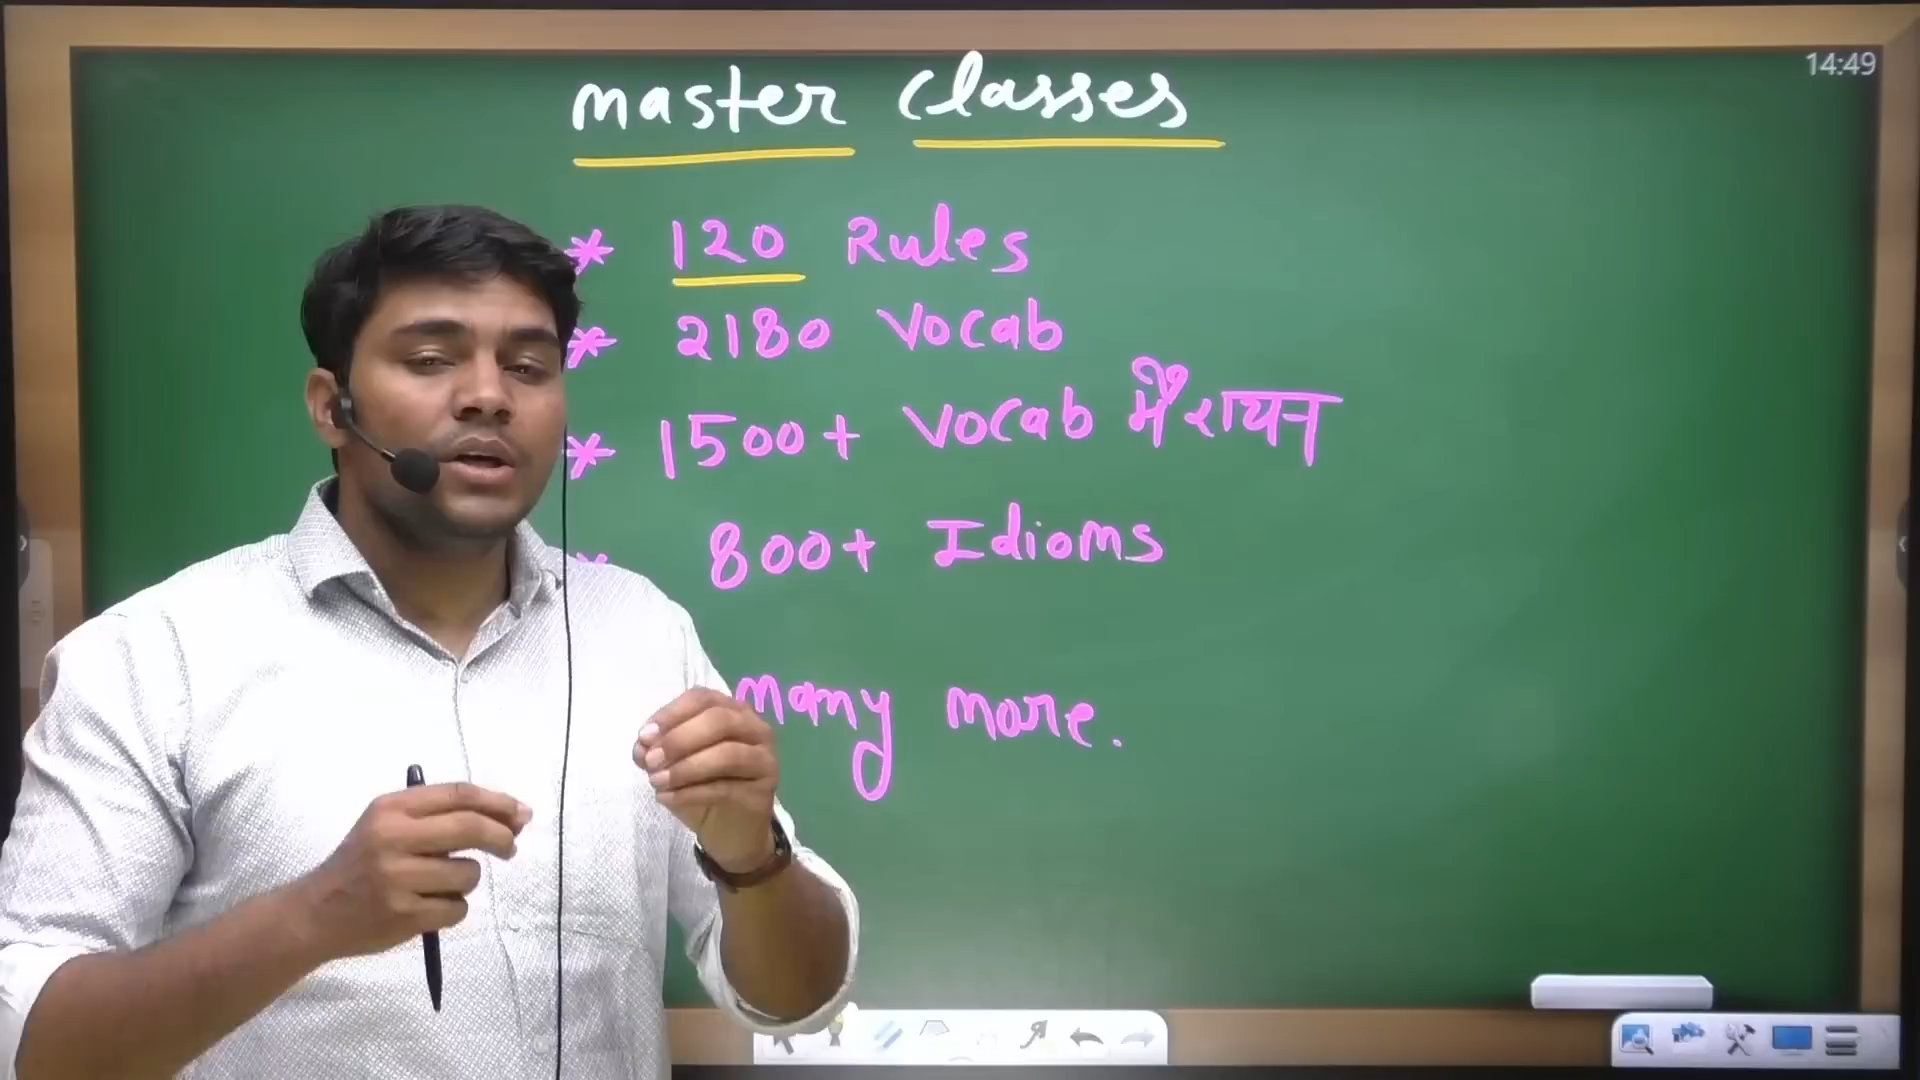 14:49
master classes
* 120 Rules
* 2180 Vocab
* 1500+ Vocab मैराथन
* 800+ Idioms
many more.